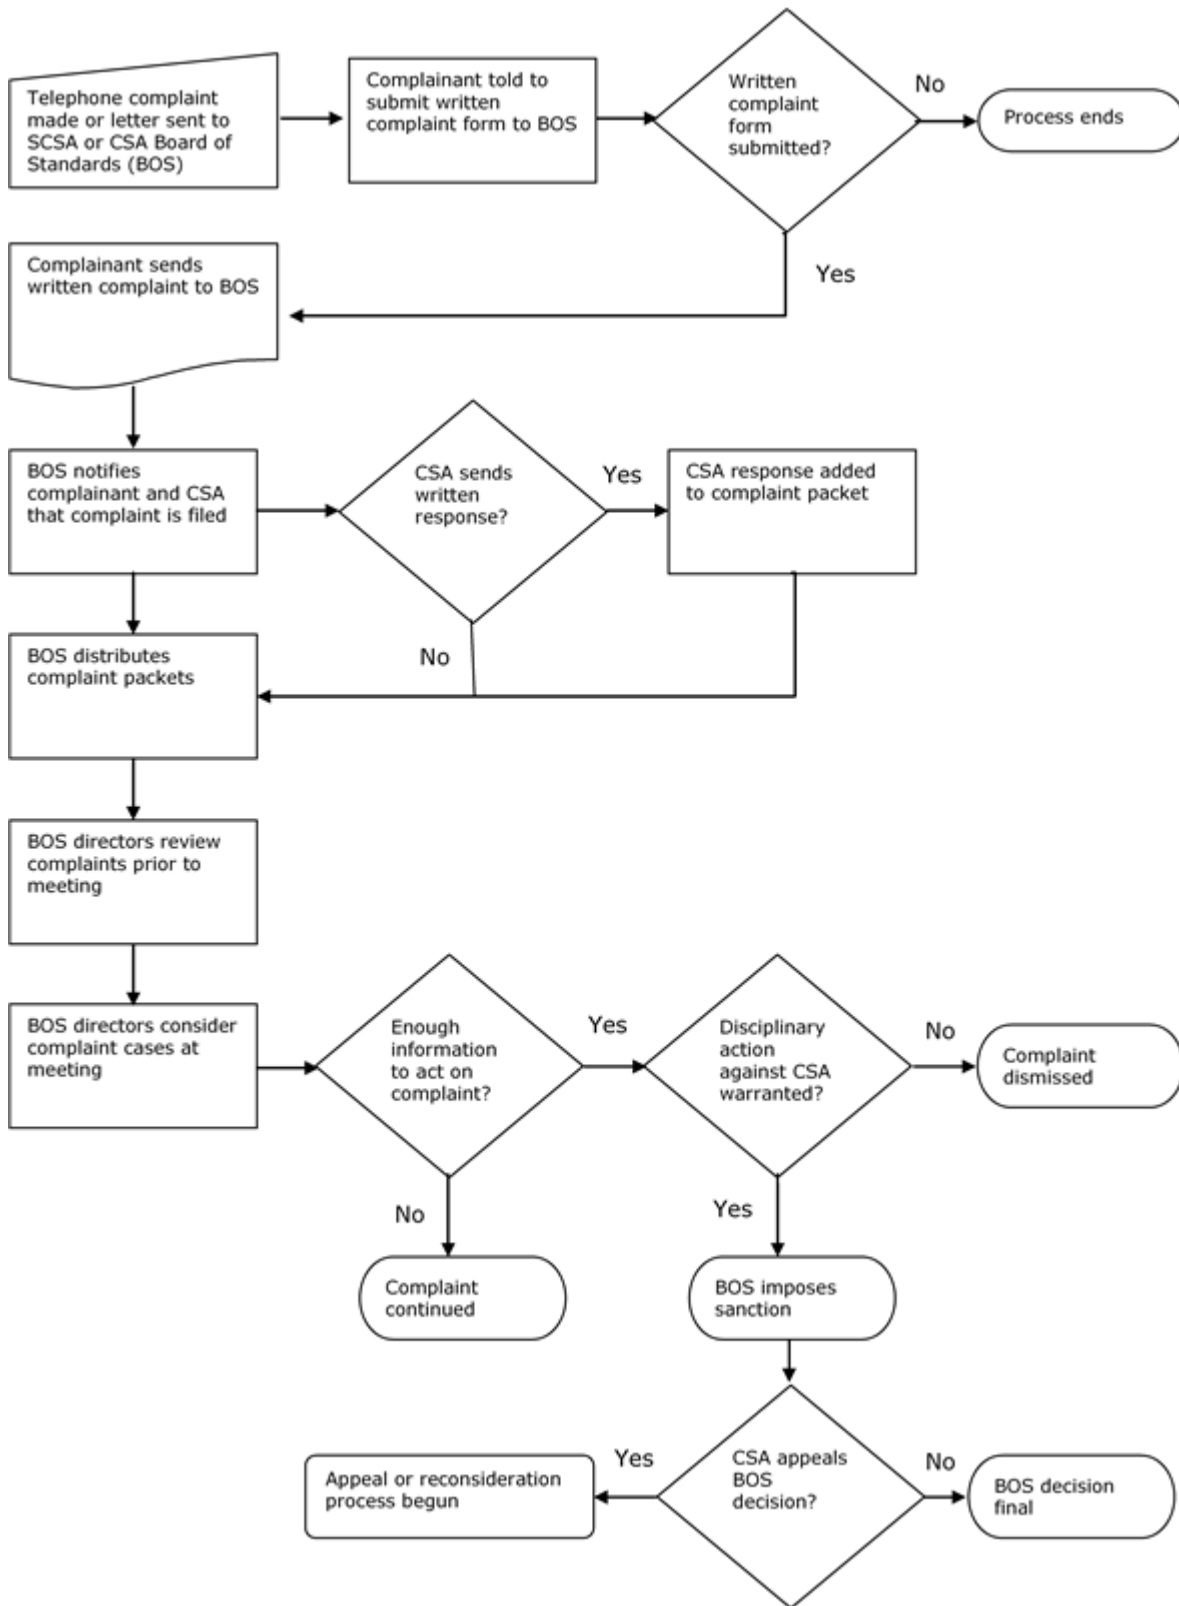 Telephone complaint
made or letter sent to
SCSA or CSA Board of
Standards (BOS)
Complainant told to
submit written
complaint form to BOS
Written
complaint
form
submitted?
No
Process ends
Yes
Complainant sends
written complaint to BOS
BOS notifies
complainant and CSA
that complaint is filed
CSA sends
written
response?
Yes
CSA response added
to complaint packet
No
BOS distributes
complaint packets
BOS directors review
complaints prior to
meeting
BOS directors consider
complaint cases at
meeting
Enough
information
to act on
complaint?
Yes
Disciplinary
action
against CSA
warranted?
No
Complaint
dismissed
No
Complaint
continued
Yes
BOS imposes
sanction
CSA appeals
BOS
decision?
Yes
Appeal or reconsideration
process begun
No
BOS decision
final